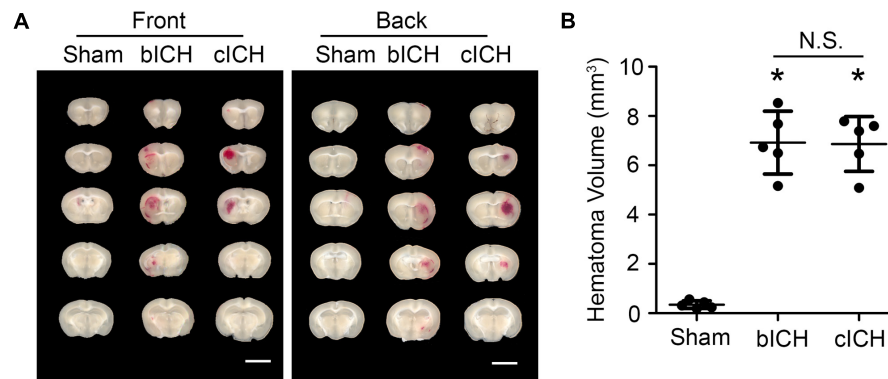 A
Front
Back
Sham bICH cICH
Sham bICH cICH
B
N.S.
* *
Hematoma Volume (mm³)
10
8
6
4
2
0
Sham bICH cICH